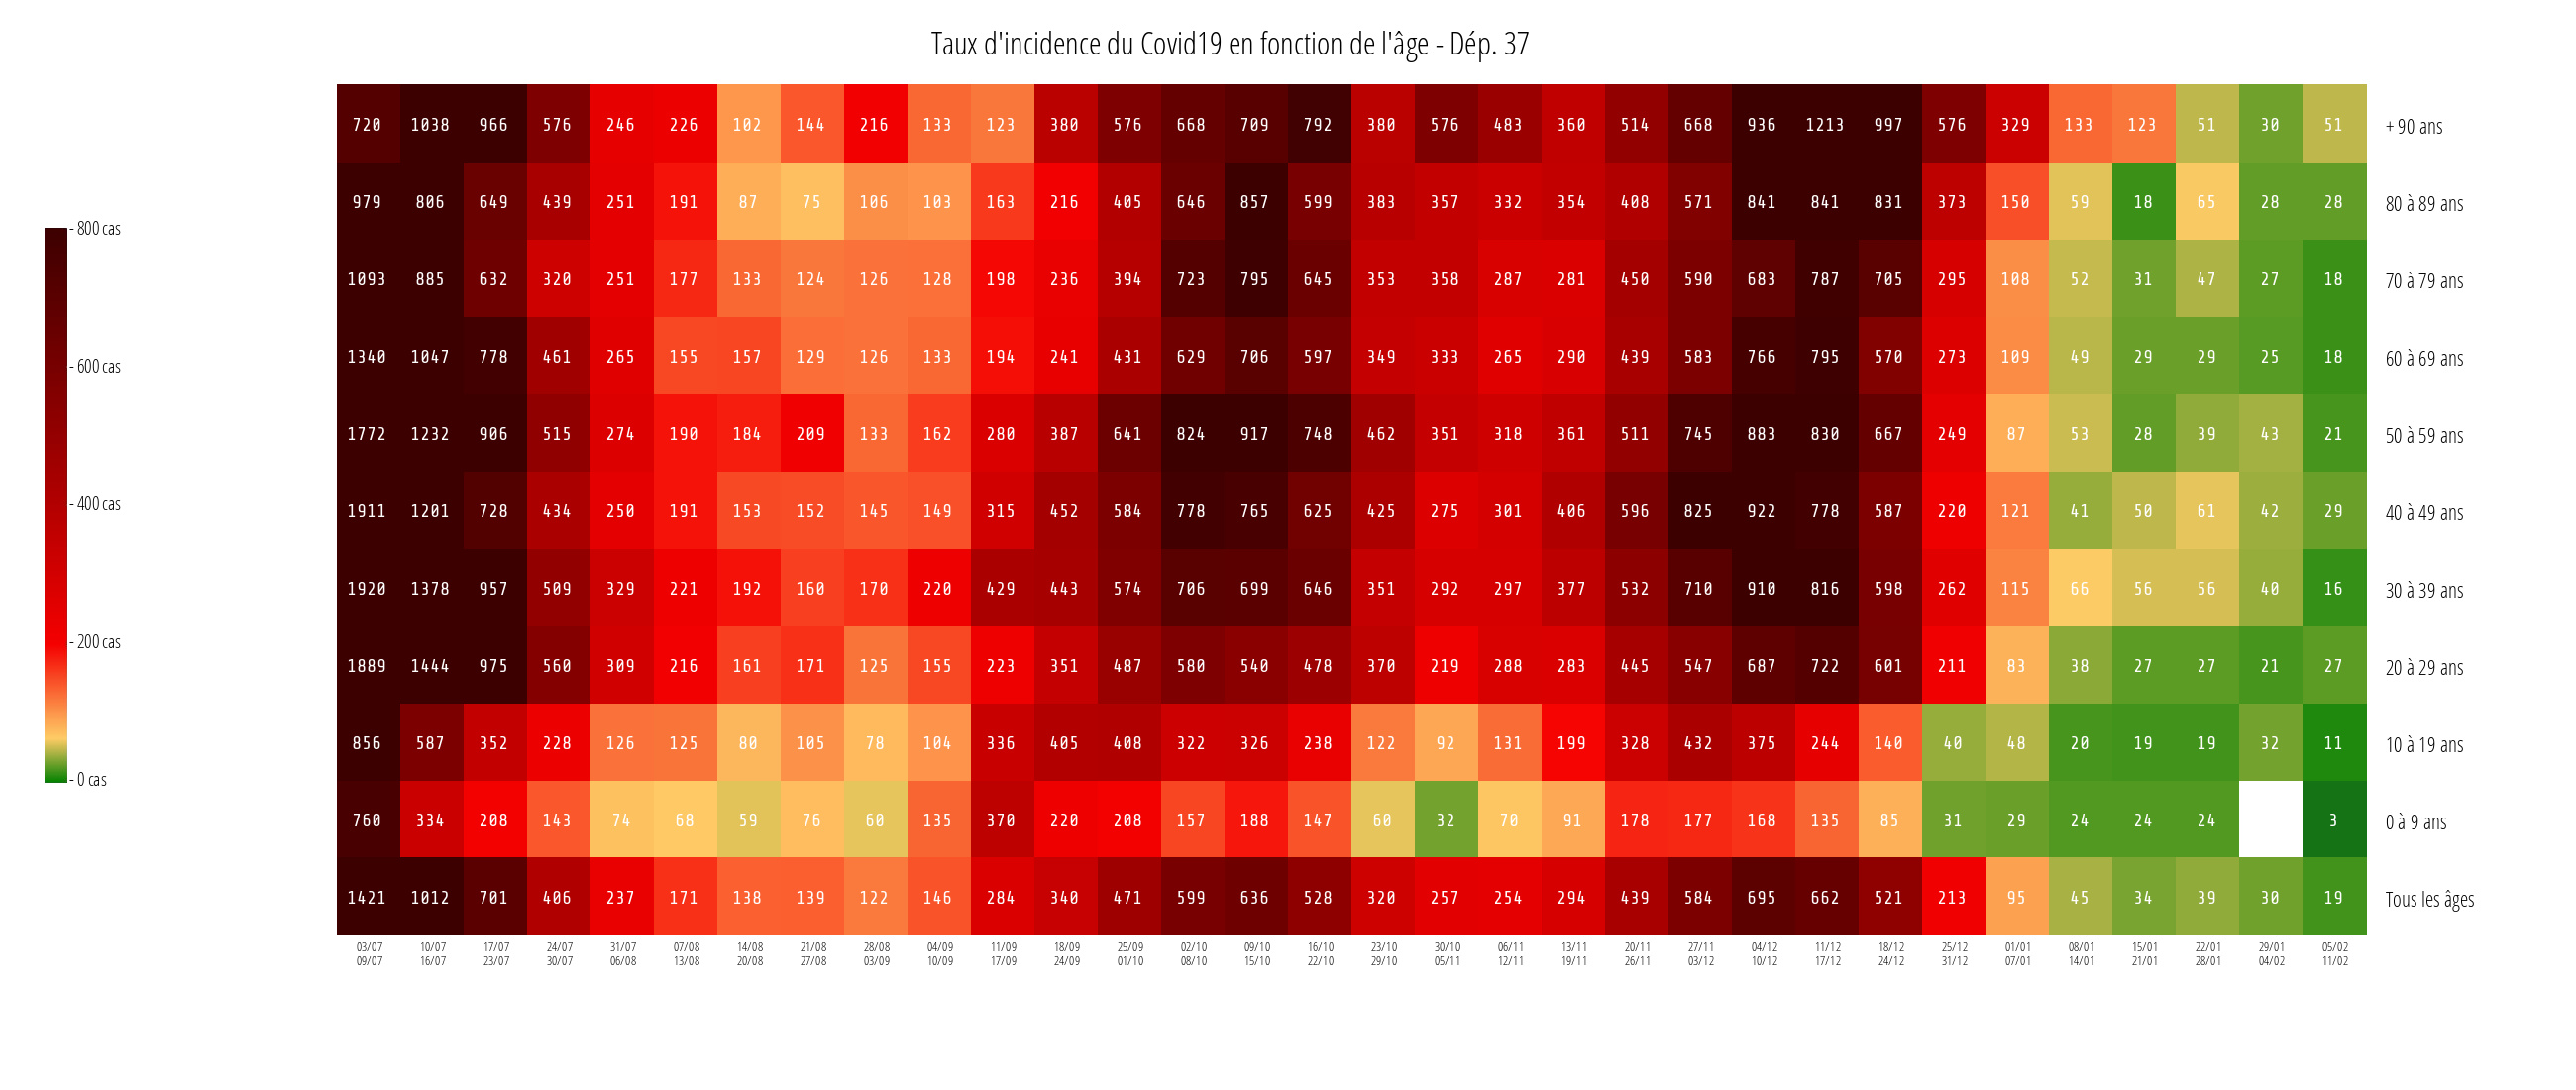 Taux d'incidence du Covid19 en fonction de l'âge - Dép. 37
720 1038 966 576 246 226 102 144 216 133 123 380 576 668 709 792 380 576 483 360 514 668 936 1213 997 576 329 133 123 51 30 51 + 90 ans
979 806 649 439 251 191 87 75 106 103 163 216 405 646 857 599 383 357 332 354 408 571 841 841 831 373 150 59 18 65 28 28 80 à 89 ans
- 800 cas
1093 885 632 320 251 177 133 124 126 128 198 236 394 723 795 645 353 358 287 281 450 590 683 787 705 295 108 52 31 47 27 18 70 à 79 ans
1340 1047 778 461 265 155 157 129 126 133 194 241 431 629 706 597 349 333 265 290 439 583 766 795 570 273 109 49 29 29 25 18 60 à 69 ans
- 600 cas
1772 1232 906 515 274 190 184 209 133 162 280 387 641 824 917 748 462 351 318 361 511 745 883 830 667 249 87 53 28 39 43 21 50 à 59 ans
- 400 cas
1911 1201 728 434 250 191 153 152 145 149 315 452 584 778 765 625 425 275 301 406 596 825 922 778 587 220 121 41 50 61 42 29 40 à 49 ans
1920 1378 957 509 329 221 192 160 170 220 429 443 574 706 699 646 351 292 297 377 532 710 910 816 598 262 115 66 56 56 40 16 30 à 39 ans
- 200 cas
1889 1444 975 560 309 216 161 171 125 155 223 351 487 580 540 478 370 219 288 283 445 547 687 722 601 211 83 38 27 27 21 27 20 à 29 ans
856 587 352 228 126 125 80 105 78 104 336 405 408 322 326 238 122 92 131 199 328 432 375 244 140 40 48 20 19 19 32 11 10 à 19 ans
- 0 cas
760 334 208 143 74 68 59 76 60 135 370 220 208 157 188 147 60 32 70 91 178 177 168 135 85 31 29 24 24 24 3 0 à 9 ans
1421 1012 701 406 237 171 138 139 122 146 284 340 471 599 636 528 320 257 254 294 439 584 695 662 521 213 95 45 34 39 30 19 Tous les âges
03/07 10/07 17/07 24/07 31/07 07/08 14/08 21/08 28/08 04/09 11/09 18/09 25/09 02/10 09/10 16/10 23/10 30/10 06/11 13/11 20/11 27/11 04/12 11/12 18/12 25/12 01/01 08/01 15/01 22/01 29/01 05/02
09/07 16/07 23/07 30/07 06/08 13/08 20/08 27/08 03/09 10/09 17/09 24/09 01/10 08/10 15/10 22/10 29/10 05/11 12/11 19/11 26/11 03/12 10/12 17/12 24/12 31/12 07/01 14/01 21/01 28/01 04/02 11/02